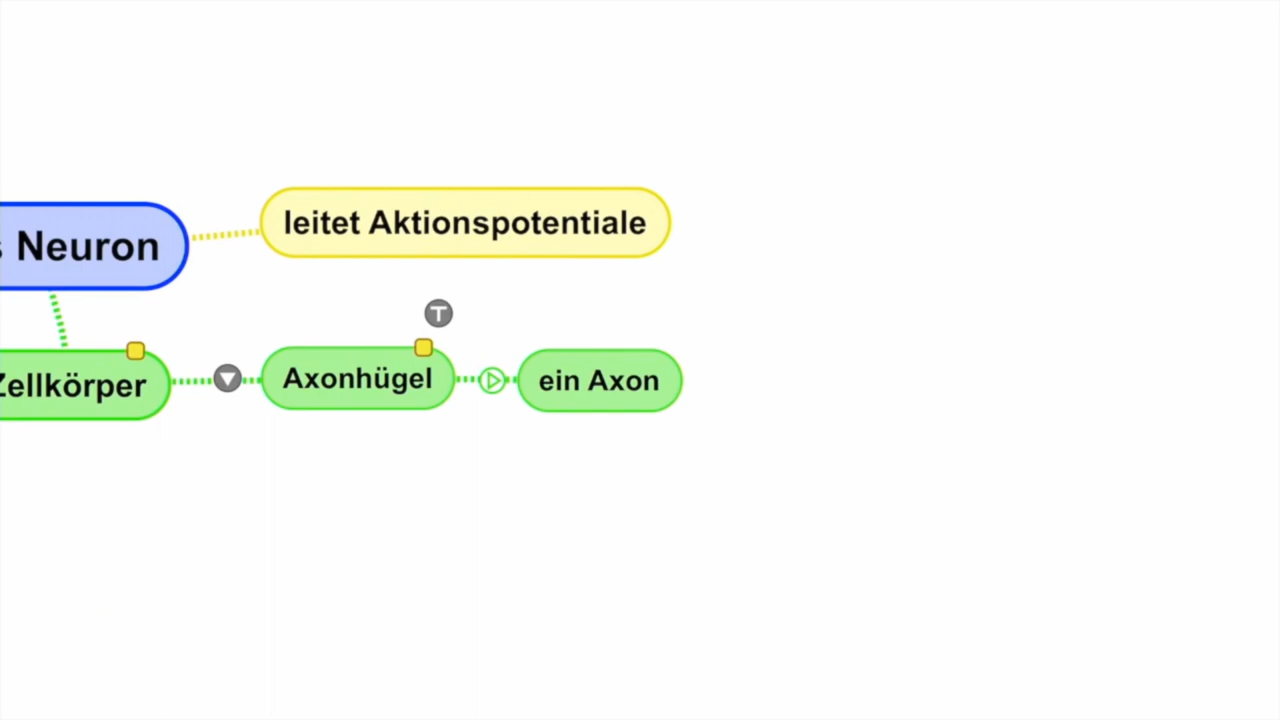 s Neuron
leitet Aktionspotentiale
T
Zellkörper
Axonhügel
ein Axon